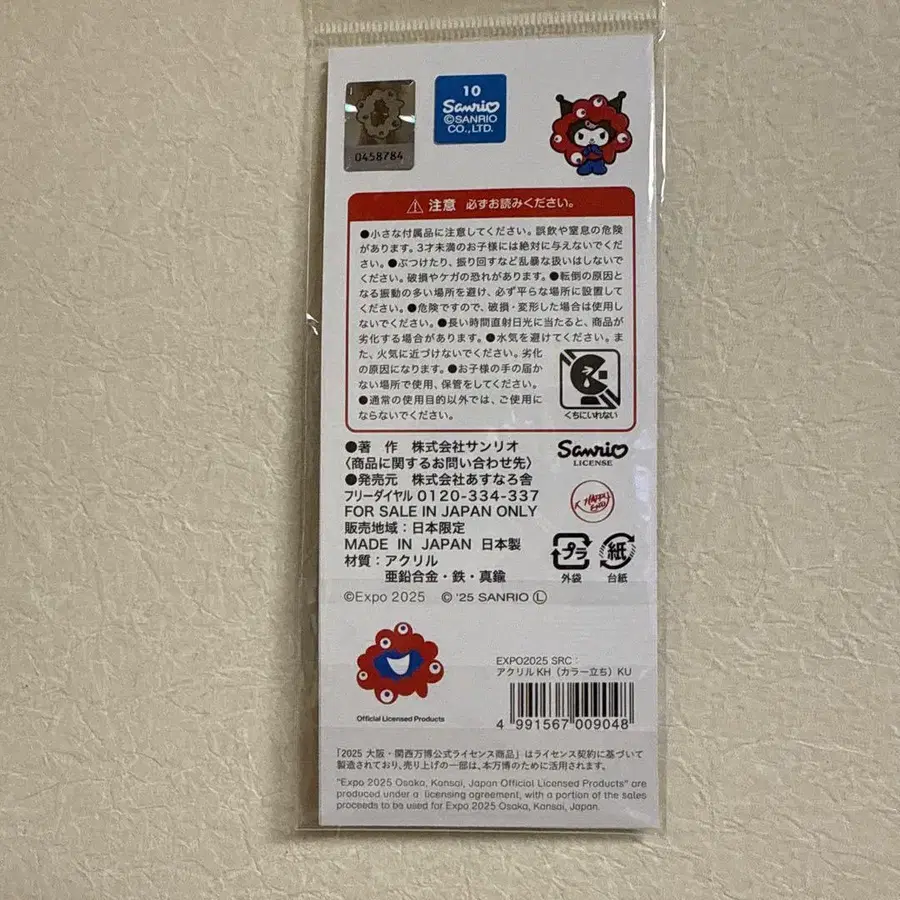 0458784
10
Sanrio
©SANRIO
CO.,LTD.
⚠ 注意 必ずお読みください。
●小さな付属品に注意してください。誤飲や窒息の危険
があります。3才未満のお子様には絶対に与えないでくだ
さい。●ぶつけたり、振り回すなど乱暴な扱いはしないで
ください。破損やケガの恐れがあります。●転倒の原因と
なる振動の多い場所を避け、必ず平らな場所に設置して
ください。●危険ですので、破損・変形した場合は使用し
ないでください。●長い時間直射日光に当たると、商品が
劣化する場合があります。●水気を避けてください。ま
た、火気に近づけないでください。劣化
の原因になります。●お子様の手の届か
ない場所で使用、保管をしてください。
●通常の使用目的以外では、ご使用に
ならないでください。
くちにいれない
●著 作 株式会社サンリオ
〈商品に関するお問い合わせ先〉
●発売元 株式会社あすなろ舎
フリーダイヤル 0120-334-337
FOR SALE IN JAPAN ONLY
販売地域：日本限定
MADE IN JAPAN 日本製
材質：アクリル
亜鉛合金・鉄・真鍮
©Expo 2025 © '25 SANRIO Ⓛ
Sanrio
LICENSE
HAPPY
END
プラ
外袋
紙
台紙
Official Licensed Products
EXPO2025 SRC：
アクリルKH（カラー立ち）KU
4 991567 009048
「2025 大阪・関西万博公式ライセンス商品」はライセンス契約に基づいて
製造されており、売り上げの一部は、本万博のために活用されます。
"Expo 2025 Osaka, Kansai, Japan Official Licensed Products" are
produced under a licensing agreement, with a portion of the sales
proceeds to be used for Expo 2025 Osaka, Kansai, Japan.